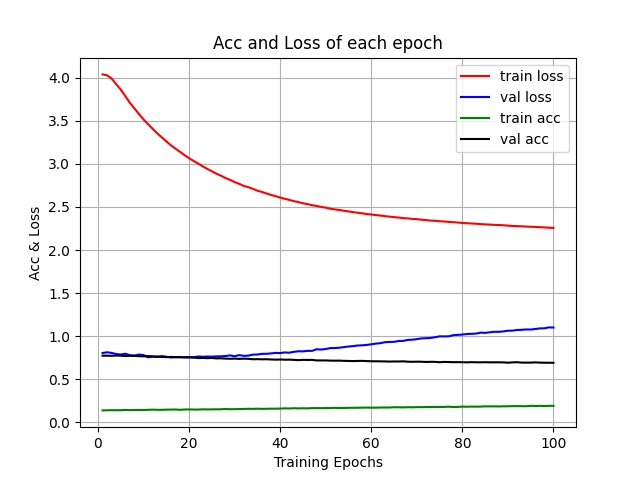 Acc and Loss of each epoch
train loss
val loss
train acc
val acc
4.0
3.5
3.0
2.5
2.0
1.5
1.0
0.5
0.0
Acc & Loss
0 20 40 60 80 100
Training Epochs